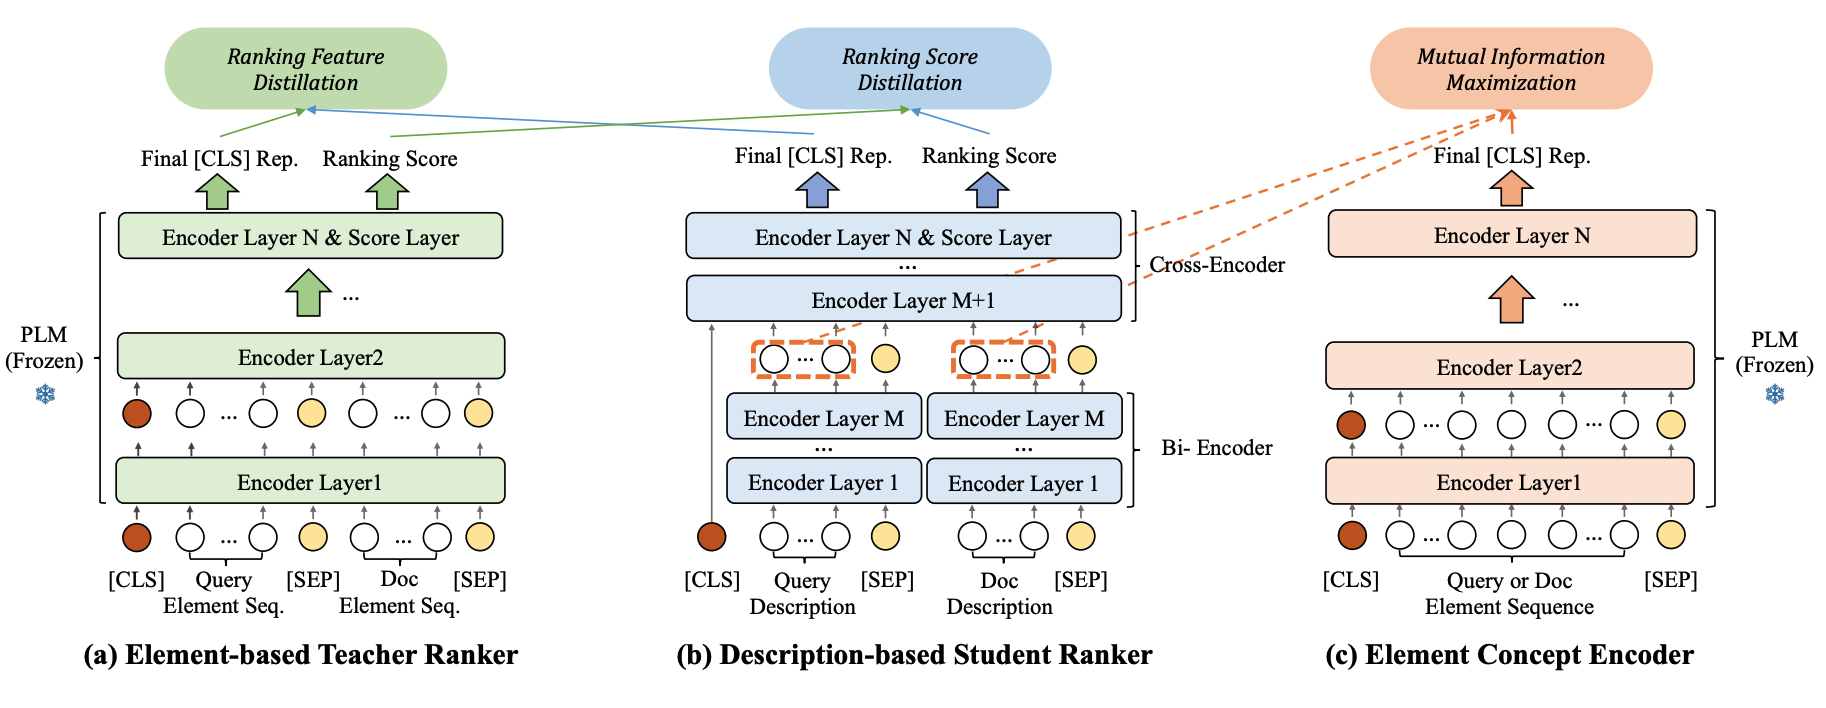 Ranking Feature
Distillation
Ranking Score
Distillation
Mutual Information
Maximization
Final [CLS] Rep.
Ranking Score
Encoder Layer N & Score Layer
...
PLM
(Frozen)
Encoder Layer2
...
...
Encoder Layer1
...
...
[CLS]
Query
Element Seq.
[SEP]
Doc
Element Seq.
[SEP]
(a) Element-based Teacher Ranker
Final [CLS] Rep.
Ranking Score
Encoder Layer N & Score Layer
...
Cross-Encoder
Encoder Layer M+1
...
...
Encoder Layer M
Encoder Layer M
...
...
Bi- Encoder
Encoder Layer 1
Encoder Layer 1
...
...
[CLS]
Query
Description
[SEP]
Doc
Description
[SEP]
(b) Description-based Student Ranker
Final [CLS] Rep.
Encoder Layer N
...
PLM
(Frozen)
Encoder Layer2
...
...
Encoder Layer1
...
...
[CLS]
Query or Doc
Element Sequence
[SEP]
(c) Element Concept Encoder